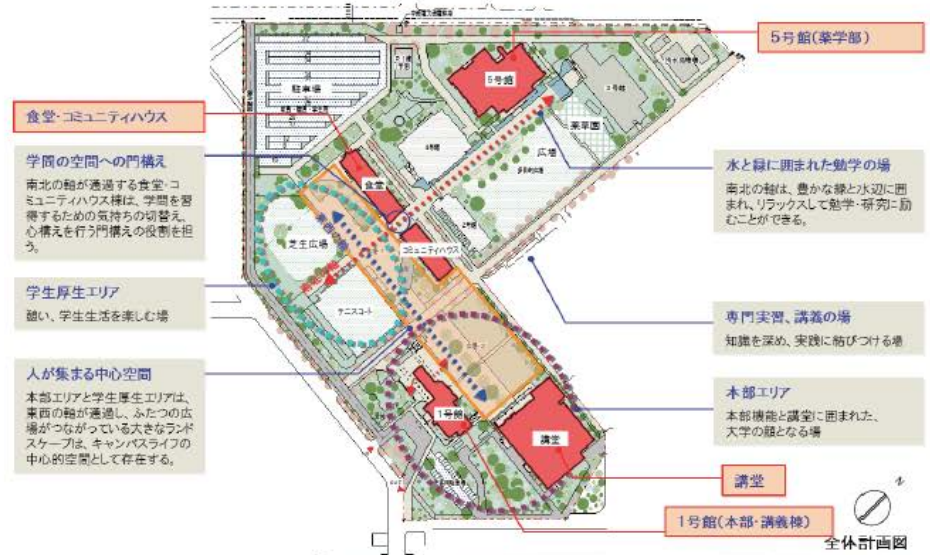 5号館(薬学部)
食堂・コミュニティハウス
学問の空間への門構え
南北の軸が通過する食堂・コ
ミュニティハウス棟は、学問を習
得するための気持ちの切替え、
心構えを行う門構えの役割を担
う。
学生厚生エリア
憩い、学生生活を楽しむ場
人が集まる中心空間
本部エリアと学生厚生エリアは、
東西の軸が通過し、ふたつの広
場がつながっている大きなランド
スケープは、キャンパスライフの
中心的空間として存在する。
駐車場
5号館
3号館
薬草園
広場
4号館
食堂
2号館
コミュニティハウス
芝生広場
テニスコート
1号館
講堂
水と緑に囲まれた勉学の場
南北の軸は、豊かな緑と水辺に囲
まれ、リラックスして勉学・研究に励
むことができる。
専門実習、講義の場
知識を深め、実践に結びつける場
本部エリア
本部機能と講堂に囲まれた、
大学の顔となる場
講堂
1号館(本部・講義棟)
全体計画図